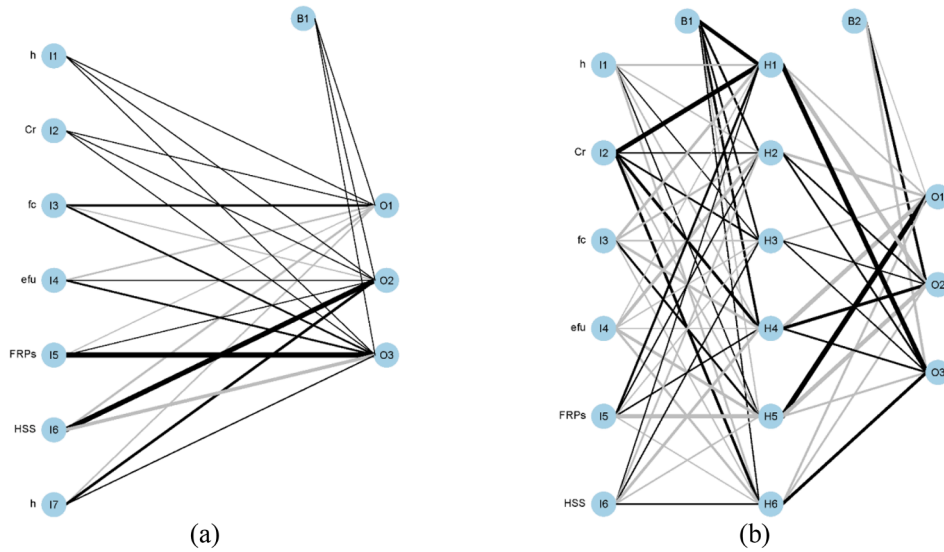 B1
h I1
Cr I2
fc I3
efu I4
FRPs I5
HSS I6
h I7
O1
O2
O3
(a)
B1
B2
h I1
Cr I2
fc I3
efu I4
FRPs I5
HSS I6
H1
H2
H3
H4
H5
H6
O1
O2
O3
(b)